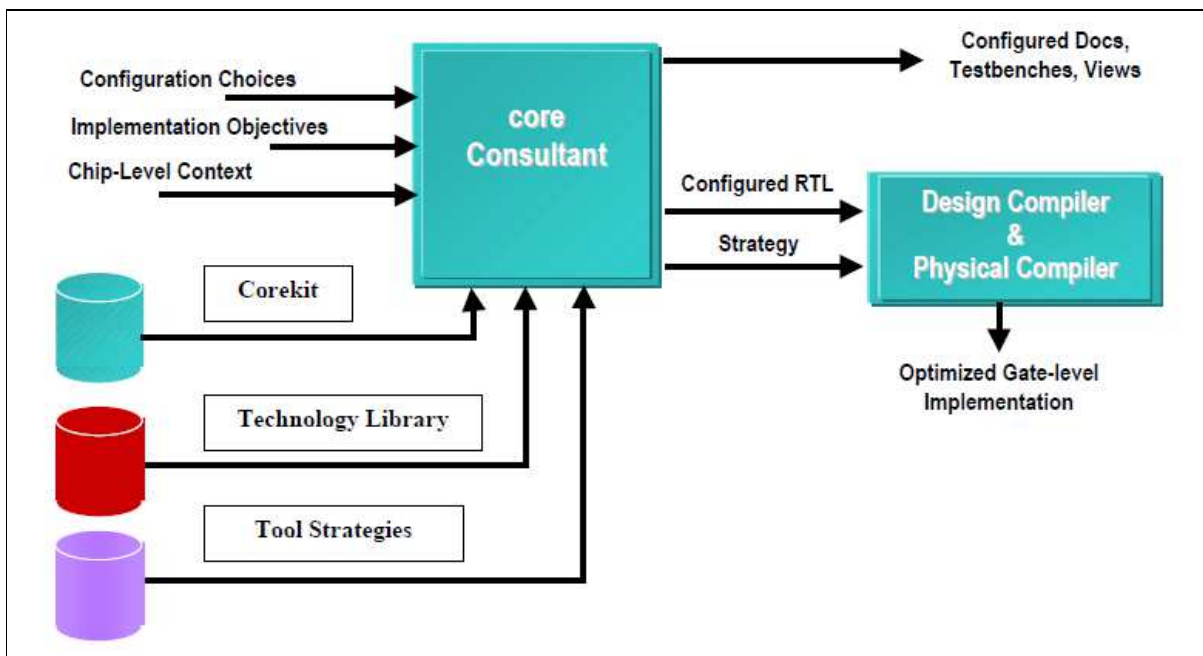 Configuration Choices
Implementation Objectives
Chip-Level Context
core
Consultant
Configured Docs,
Testbenches, Views
Configured RTL
Strategy
Design Compiler
&
Physical Compiler
Optimized Gate-level
Implementation
Corekit
Technology Library
Tool Strategies